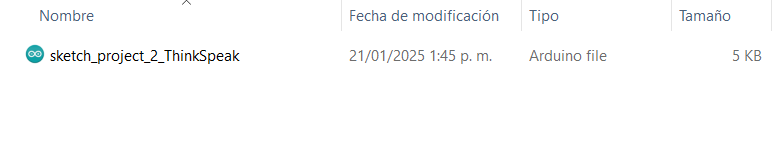 Nombre Fecha de modificación Tipo Tamaño
sketch_project_2_ThinkSpeak 21/01/2025 1:45 p. m. Arduino file 5 KB